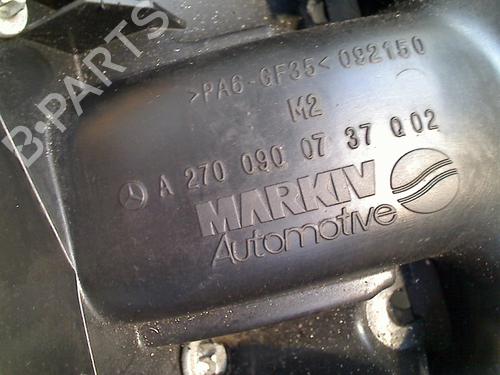 B-PARTS
>PA6-GF35< 092150
M2
A 270 090 07 37 Q02
MARKIV
Automotive